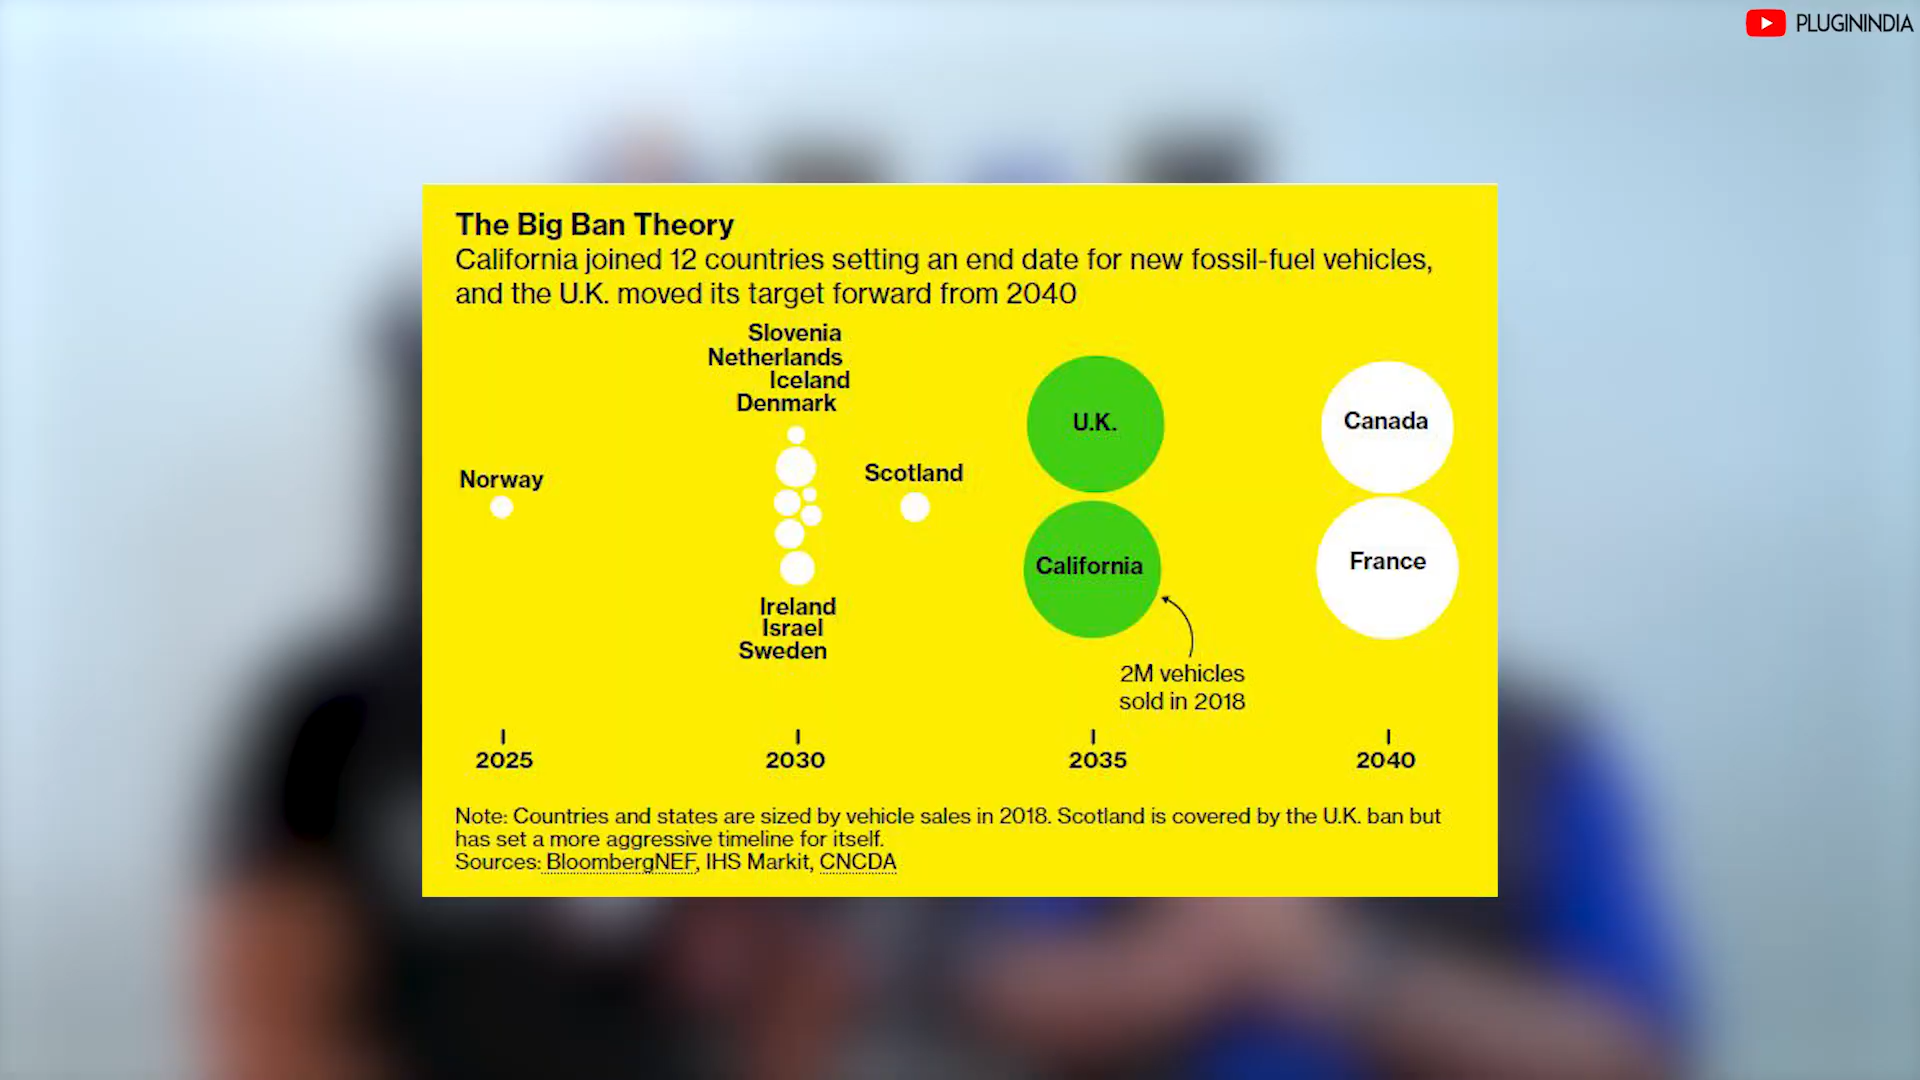 PLUGININDIA
The Big Ban Theory
California joined 12 countries setting an end date for new fossil-fuel vehicles,
and the U.K. moved its target forward from 2040
Slovenia
Netherlands
Iceland
Denmark
Norway
Scotland
U.K.
Canada
California
France
Ireland
Israel
Sweden
2M vehicles
sold in 2018
2025
2030
2035
2040
Note: Countries and states are sized by vehicle sales in 2018. Scotland is covered by the U.K. ban but
has set a more aggressive timeline for itself.
Sources: BloombergNEF, IHS Markit, CNCDA